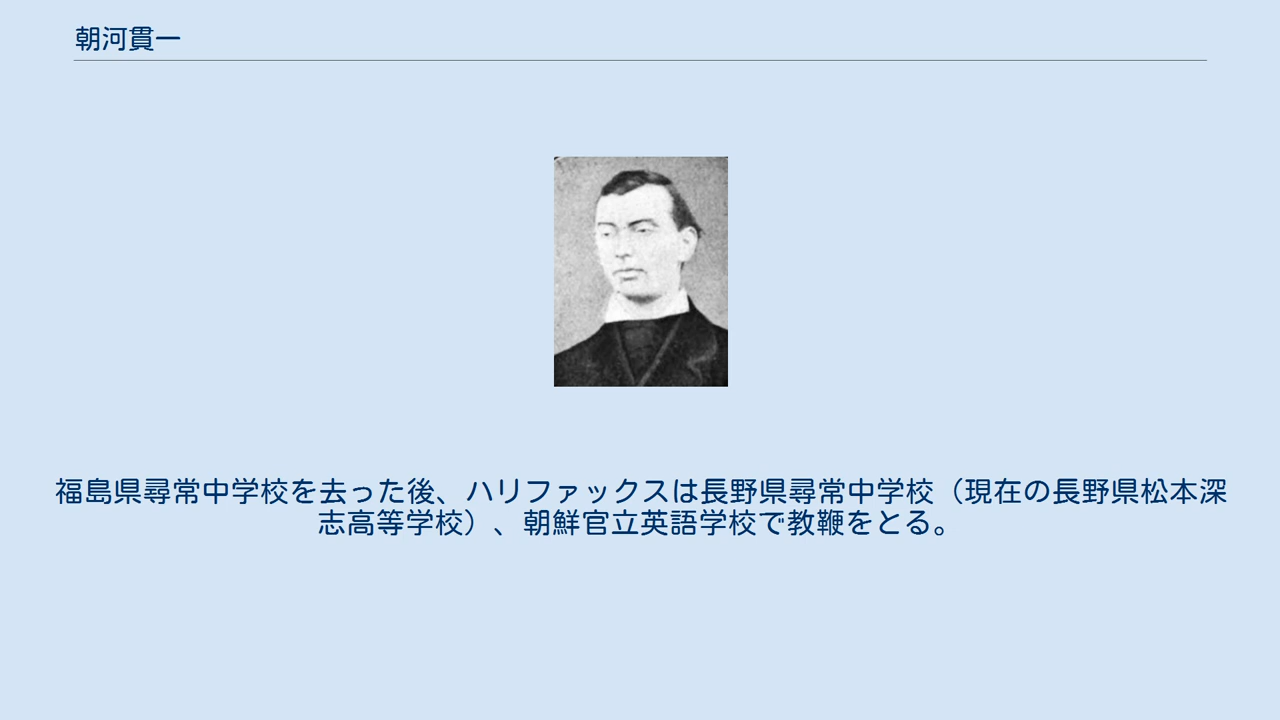 朝河貫一
福島県尋常中学校を去った後、ハリファックスは長野県尋常中学校（現在の長野県松本深
志高等学校）、朝鮮官立英語学校で教鞭をとる。